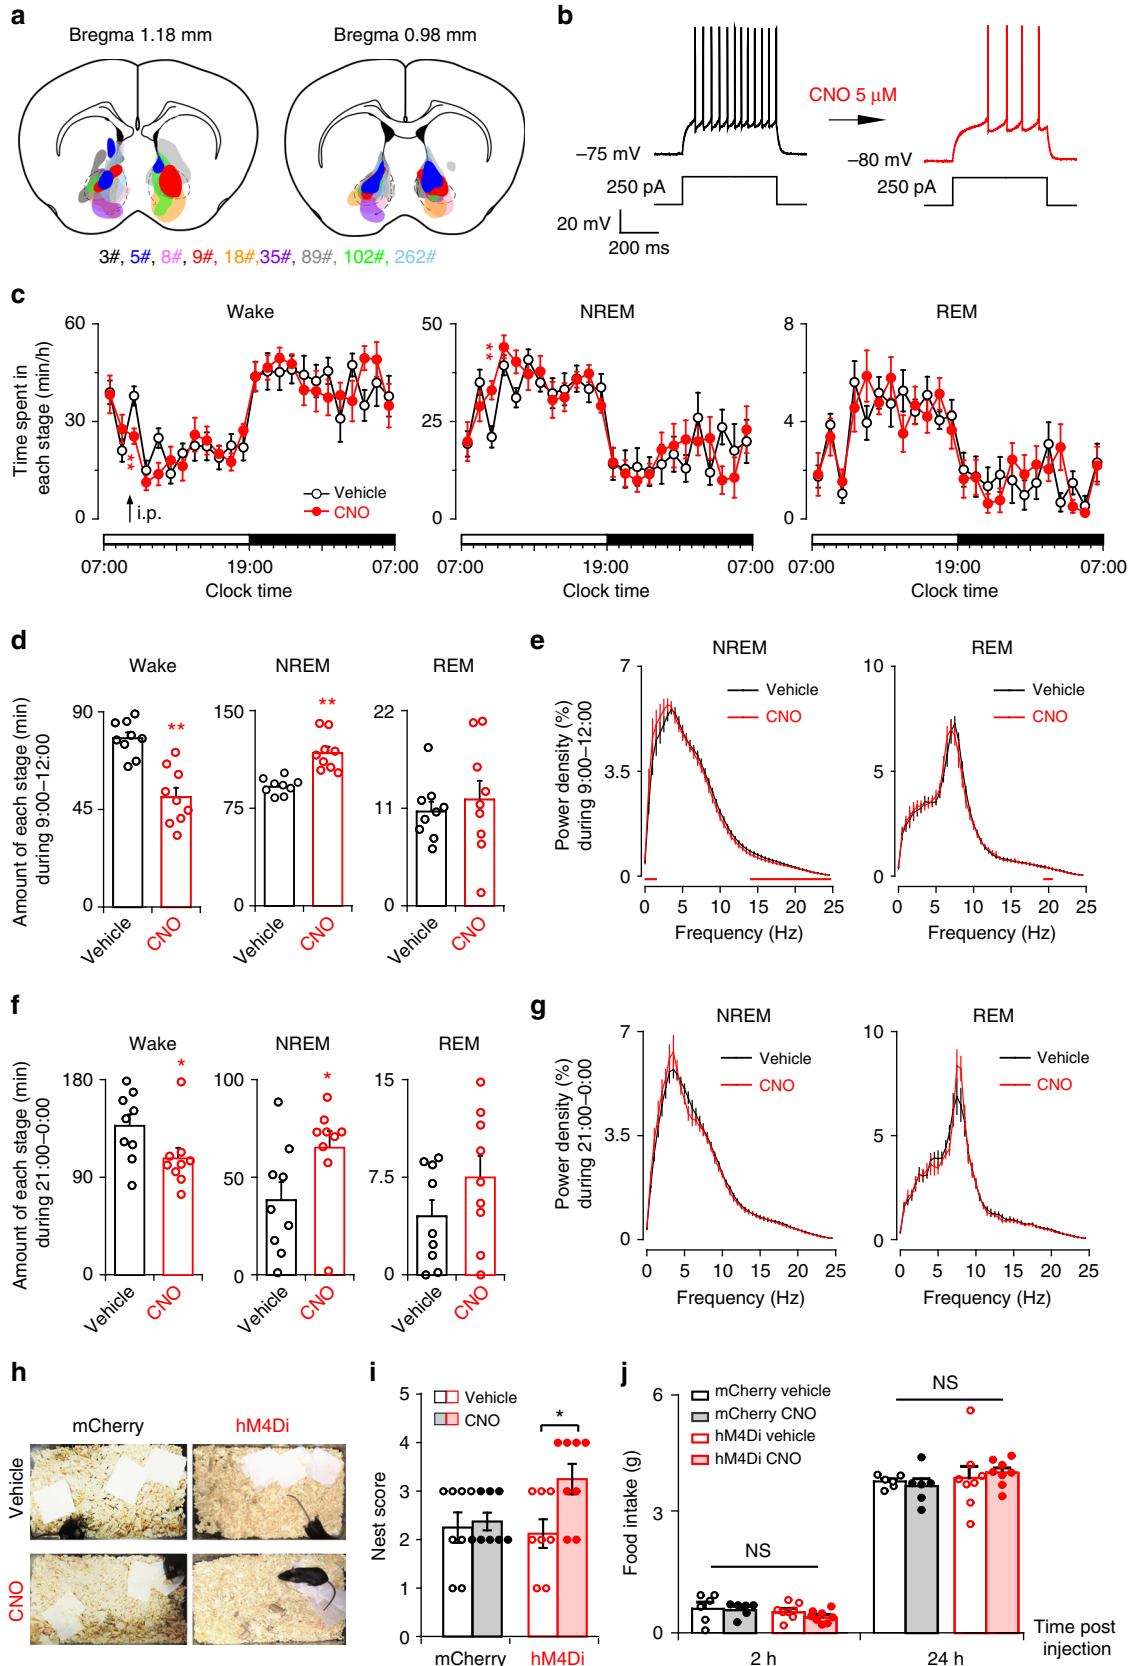 a
Bregma 1.18 mm
Bregma 0.98 mm
3#, 5#, 8#, 9#, 18#,35#, 89#, 102#, 262#
b
CNO 5 μM
–75 mV
–80 mV
250 pA
250 pA
20 mV
200 ms
c
Wake
NREM
REM
Time spent in
each stage (min/h)
60
30
0
50
25
0
8
4
0
**
**
i.p.
Vehicle
CNO
07:00
19:00
07:00
07:00
19:00
07:00
07:00
19:00
07:00
Clock time
Clock time
Clock time
d
Wake
NREM
REM
Amount of each stage (min)
during 9:00–12:00
90
45
0
150
75
0
22
11
0
**
**
Vehicle
CNO
Vehicle
CNO
Vehicle
CNO
e
NREM
REM
Power density (%)
during 9:00–12:00
7
3.5
0
10
5
0
Vehicle
CNO
Vehicle
CNO
0 5 10 15 20 25
0 5 10 15 20 25
Frequency (Hz)
Frequency (Hz)
f
Wake
NREM
REM
Amount of each stage (min)
during 21:00–0:00
180
90
0
100
50
0
15
7.5
0
*
*
Vehicle
CNO
Vehicle
CNO
Vehicle
CNO
g
NREM
REM
Power density (%)
during 21:00–0:00
7
3.5
0
10
5
0
Vehicle
CNO
Vehicle
CNO
0 5 10 15 20 25
0 5 10 15 20 25
Frequency (Hz)
Frequency (Hz)
h
mCherry
hM4Di
Vehicle
CNO
i
Nest score
5
4
3
2
1
0
Vehicle
CNO
*
mCherry
hM4Di
j
Food intake (g)
6
3
0
mCherry vehicle
mCherry CNO
hM4Di vehicle
hM4Di CNO
NS
NS
2 h
24 h
Time post
injection